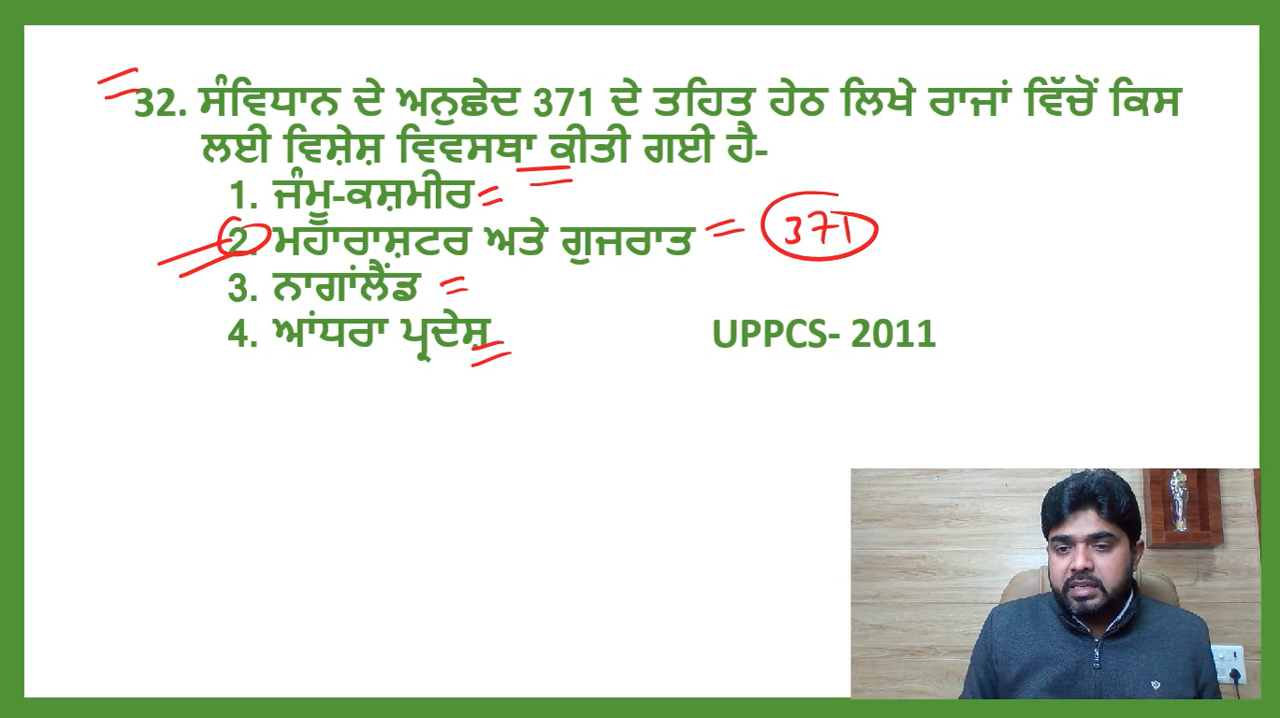 32. ਸੰਵਿਧਾਨ ਦੇ ਅਨੁਛੇਦ 371 ਦੇ ਤਹਿਤ ਹੇਠ ਲਿਖੇ ਰਾਜਾਂ ਵਿੱਚੋਂ ਕਿਸ
ਲਈ ਵਿਸ਼ੇਸ਼ ਵਿਵਸਥਾ ਕੀਤੀ ਗਈ ਹੈ-
1. ਜੰਮੂ-ਕਸ਼ਮੀਰ
2. ਮਹਾਰਾਸ਼ਟਰ ਅਤੇ ਗੁਜਰਾਤ 371
3. ਨਾਗਾਂਲੈਂਡ
4. ਆਂਧਰਾ ਪ੍ਰਦੇਸ਼ UPPCS- 2011